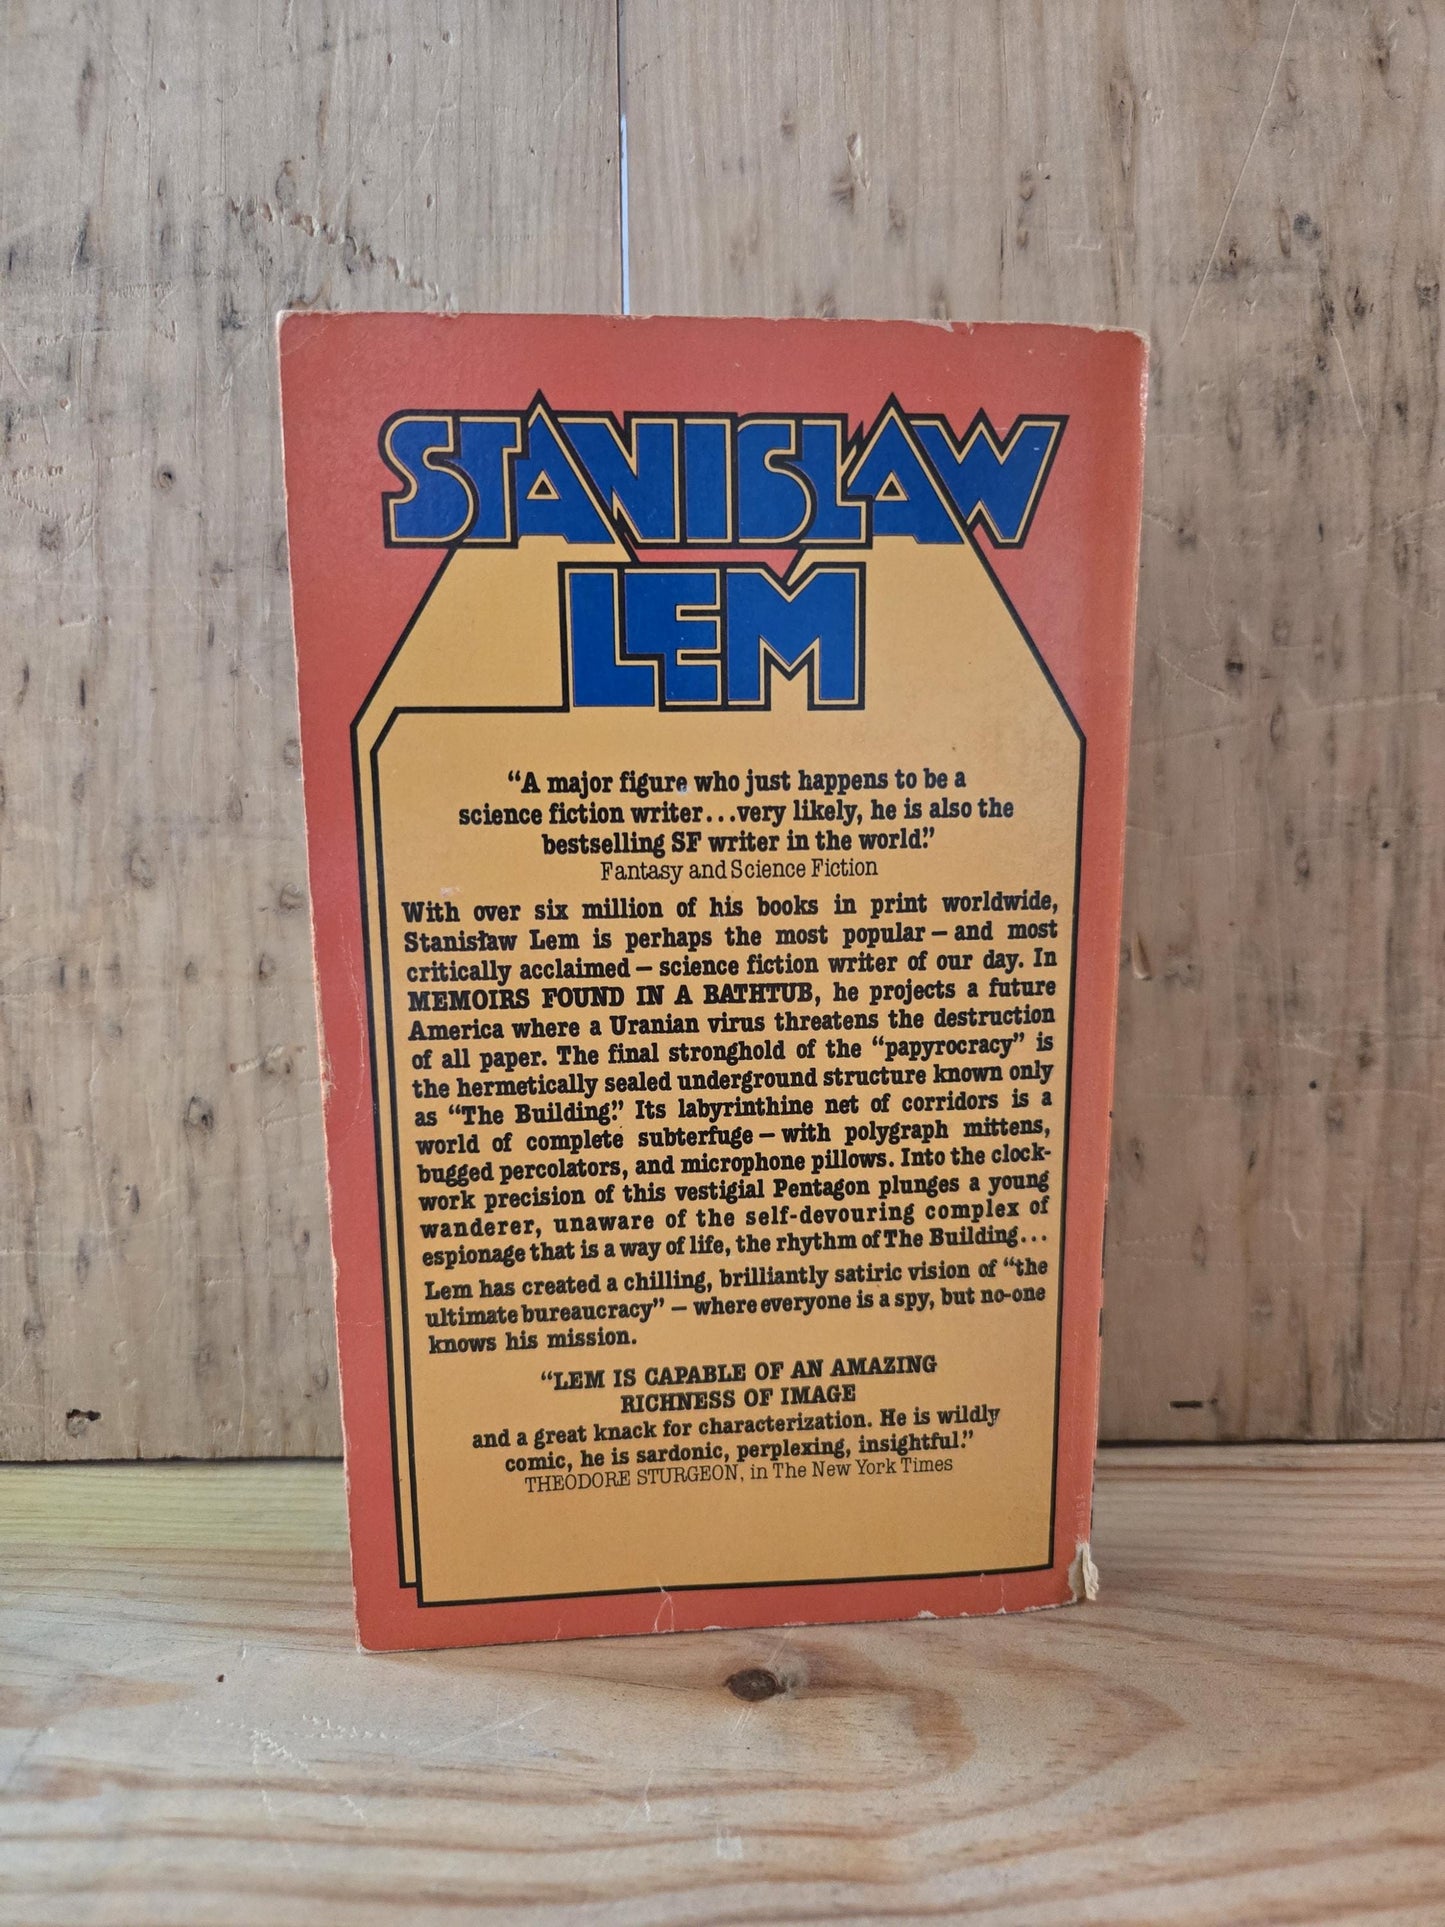 STANISŁAW
LEM
“A major figure who just happens to be a
science fiction writer...very likely, he is also the
bestselling SF writer in the world.”
Fantasy and Science Fiction
With over six million of his books in print worldwide,
Stanisław Lem is perhaps the most popular – and most
critically acclaimed – science fiction writer of our day. In
MEMOIRS FOUND IN A BATHTUB, he projects a future
America where a Uranian virus threatens the destruction
of all paper. The final stronghold of the “papyrocracy” is
the hermetically sealed underground structure known only
as “The Building.” Its labyrinthine net of corridors is a
world of complete subterfuge – with polygraph mittens,
bugged percolators, and microphone pillows. Into the clock-
work precision of this vestigial Pentagon plunges a young
wanderer, unaware of the self-devouring complex of
espionage that is a way of life, the rhythm of The Building...
Lem has created a chilling, brilliantly satiric vision of “the
ultimate bureaucracy” – where everyone is a spy, but no-one
knows his mission.
“LEM IS CAPABLE OF AN AMAZING
RICHNESS OF IMAGE
and a great knack for characterization. He is wildly
comic, he is sardonic, perplexing, insightful.”
THEODORE STURGEON, in The New York Times